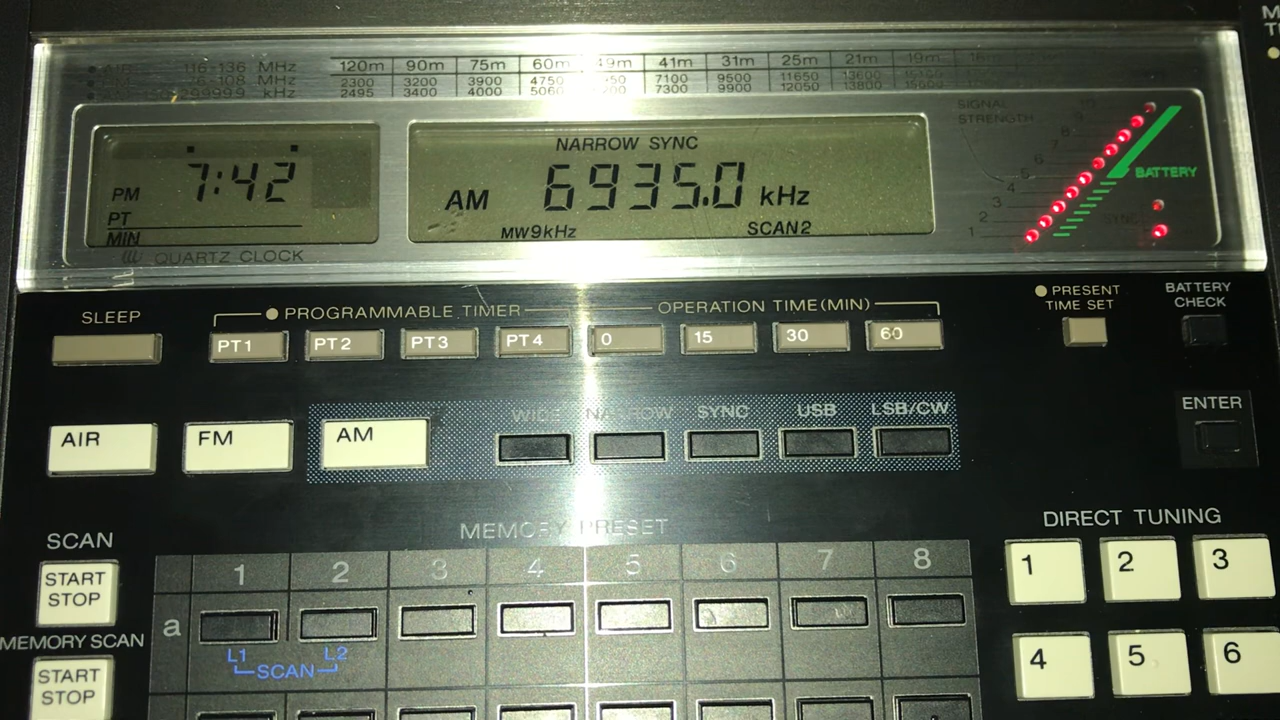 M
116-136 MHz
-108 MHz
kHz
120m 90m 75m 60m 49m 41m 31m 25m 21m 19m 16m
2300 3200 3900 4750 7100 9500 11650 13600
2495 3400 4000 5060 7300 9900 12050 13800 15600
SIGNAL
STRENGTH
10
9
8
7
6
5
4
3
2
1
BATTERY
SYNC
PM 7:42
PT
MIN
QUARTZ CLOCK
NARROW SYNC
AM 6935.0 kHz
MW9kHz SCAN2
SLEEP
PROGRAMMABLE TIMER
OPERATION TIME(MIN)
PRESENT
TIME SET
BATTERY
CHECK
PT1 PT2 PT3 PT4 0 15 30 60
AIR FM AM
WIDE NARROW SYNC USB LSB/CW
ENTER
MEMORY PRESET
1 2 3 4 5 6 7 8
a
L1 SCAN L2
SCAN
START
STOP
MEMORY SCAN
START
STOP
DIRECT TUNING
1 2 3
4 5 6